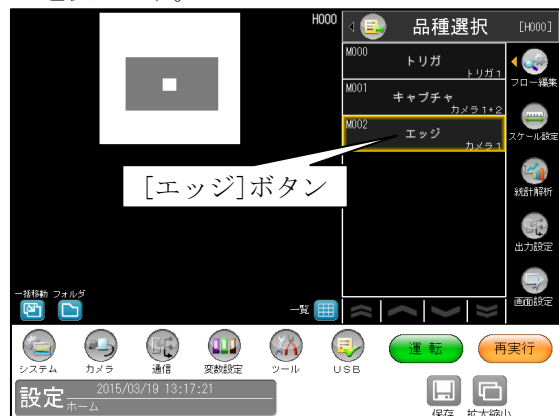 H000
品種選択
[H000]
M000
トリガ
トリガ1
M001
キャプチャ
カメラ1+2
M002
エッジ
カメラ1
[エッジ]ボタン
フロー編集
スケール設定
統計解析
出力設定
画面設定
一括移動 フォルダ
一覧
システム
カメラ
通信
変数設定
ツール
USB
運転
再実行
設定
2015/03/19 13:17:21
ホーム
保存
拡大縮小